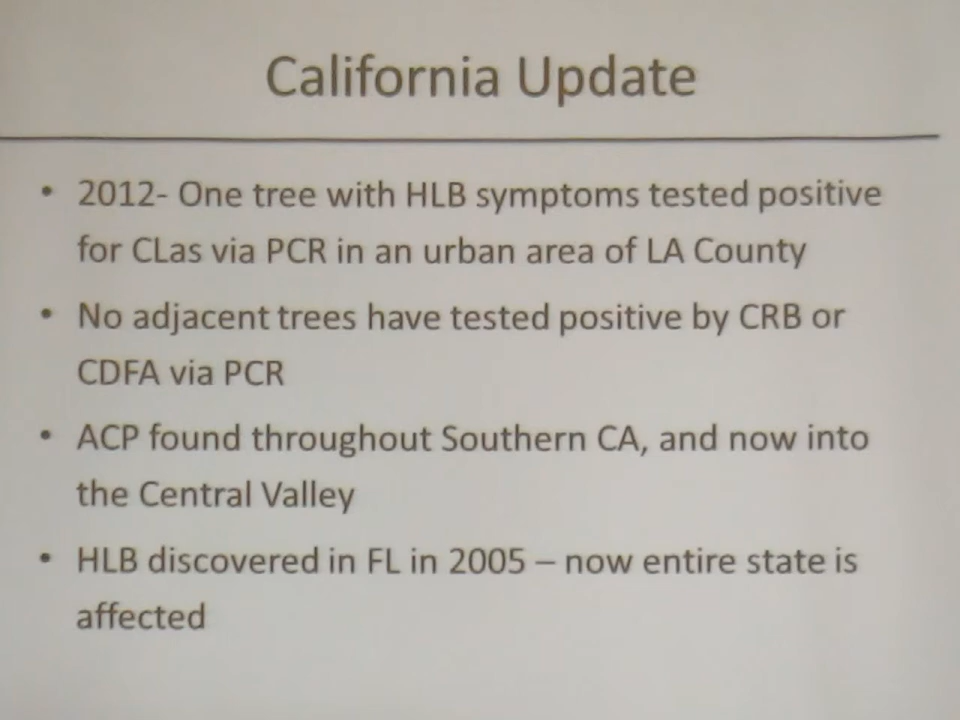 California Update
• 2012- One tree with HLB symptoms tested positive
for CLas via PCR in an urban area of LA County
• No adjacent trees have tested positive by CRB or
CDFA via PCR
• ACP found throughout Southern CA, and now into
the Central Valley
• HLB discovered in FL in 2005 – now entire state is
affected